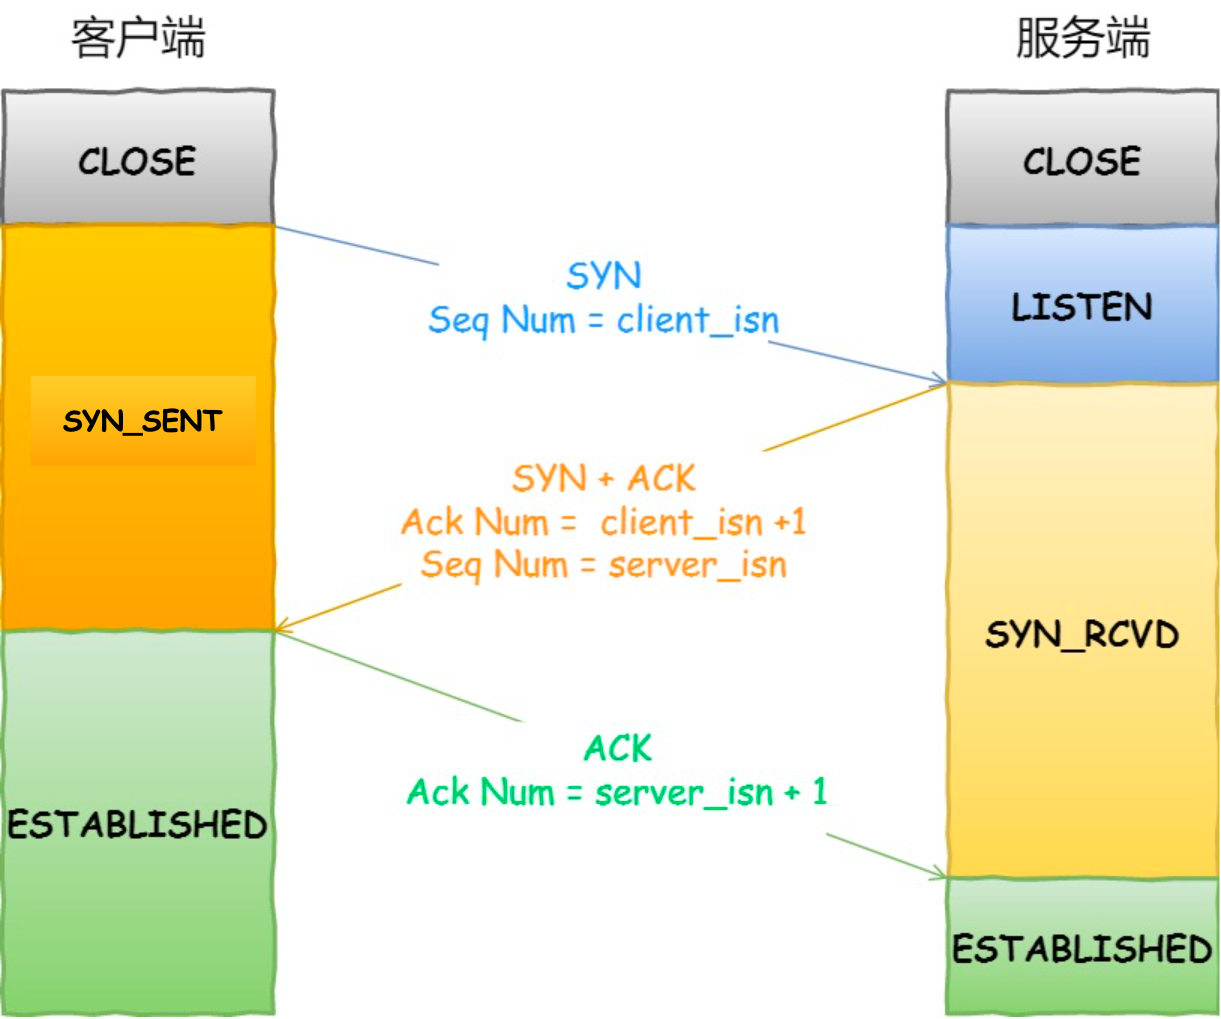 客户端
服务端
CLOSE
CLOSE
SYN
Seq Num = client_isn
LISTEN
SYN_SENT
SYN + ACK
Ack Num = client_isn +1
Seq Num = server_isn
SYN_RCVD
ACK
Ack Num = server_isn + 1
ESTABLISHED
ESTABLISHED